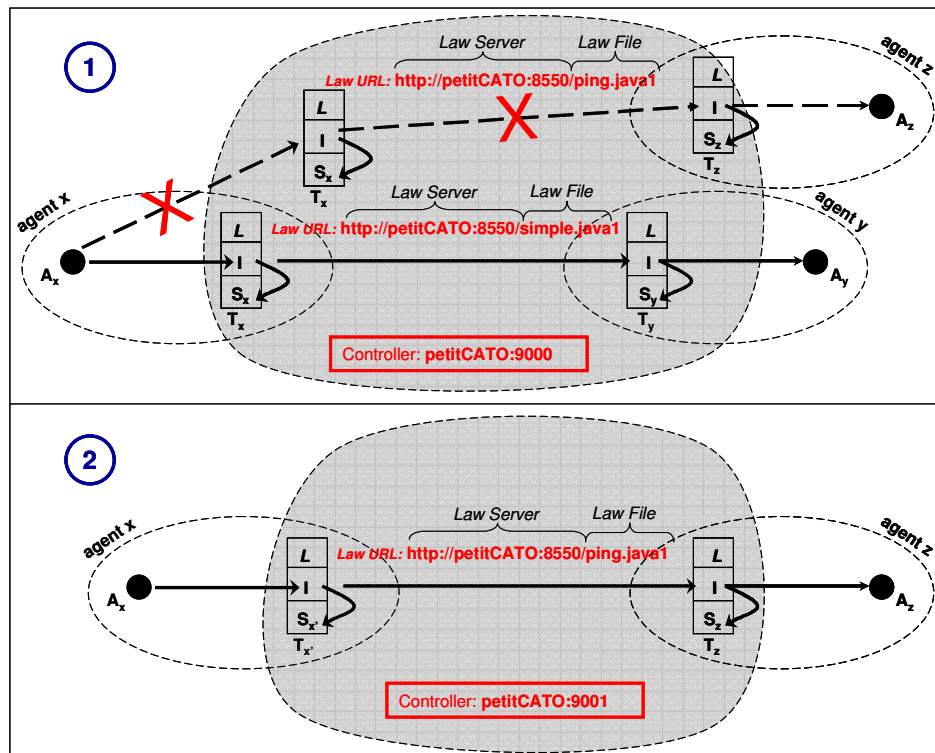 1
Law Server
Law File
agent z
Law URL: http://petitCATO:8550/ping.java1
L
I
Sx
Tx
L
I
Sz
Tz
Az
agent x
Law Server
Law File
agent y
Law URL: http://petitCATO:8550/simple.java1
Ax
L
I
Sx
Tx
L
I
Sy
Ty
Ay
Controller: petitCATO:9000
2
Law Server
Law File
agent x
agent z
Law URL: http://petitCATO:8550/ping.java1
Ax
L
I
Sx'
Tx'
L
I
Sz
Tz
Az
Controller: petitCATO:9001